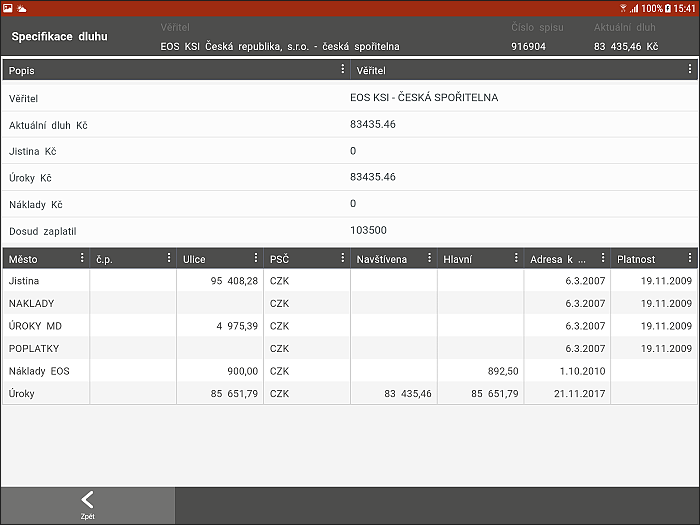 100% 15:41
Specifikace dluhu
Věřitel Číslo spisu Aktuální dluh
EOS KSI Česká republika, s.r.o. - česká spořitelna 916904 83 435,46 Kč
Popis Věřitel
Věřitel EOS KSI - ČESKÁ SPOŘITELNA
Aktuální dluh Kč 83435.46
Jistina Kč 0
Úroky Kč 83435.46
Náklady Kč 0
Dosud zaplatil 103500
Město č.p. Ulice PSČ Navštívena Hlavní Adresa k ... Platnost
Jistina 95 408,28 CZK 6.3.2007 19.11.2009
NAKLADY CZK 6.3.2007 19.11.2009
ÚROKY MD 4 975,39 CZK 6.3.2007 19.11.2009
POPLATKY CZK 6.3.2007 19.11.2009
Náklady EOS 900,00 CZK 892,50 1.10.2010
Úroky 85 651,79 CZK 83 435,46 85 651,79 21.11.2017
Zpět